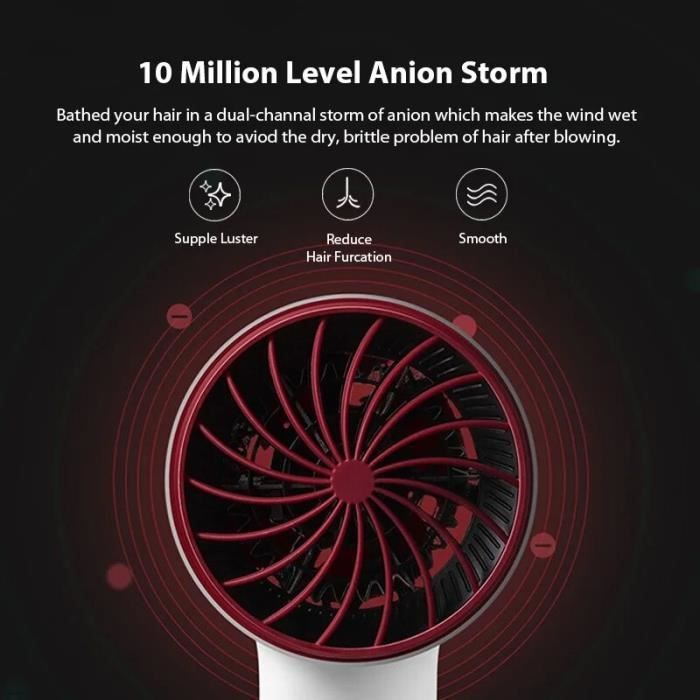 10 Million Level Anion Storm
Bathed your hair in a dual-channal storm of anion which makes the wind wet
and moist enough to aviod the dry, brittle problem of hair after blowing.
Supple Luster
Reduce
Hair Furcation
Smooth